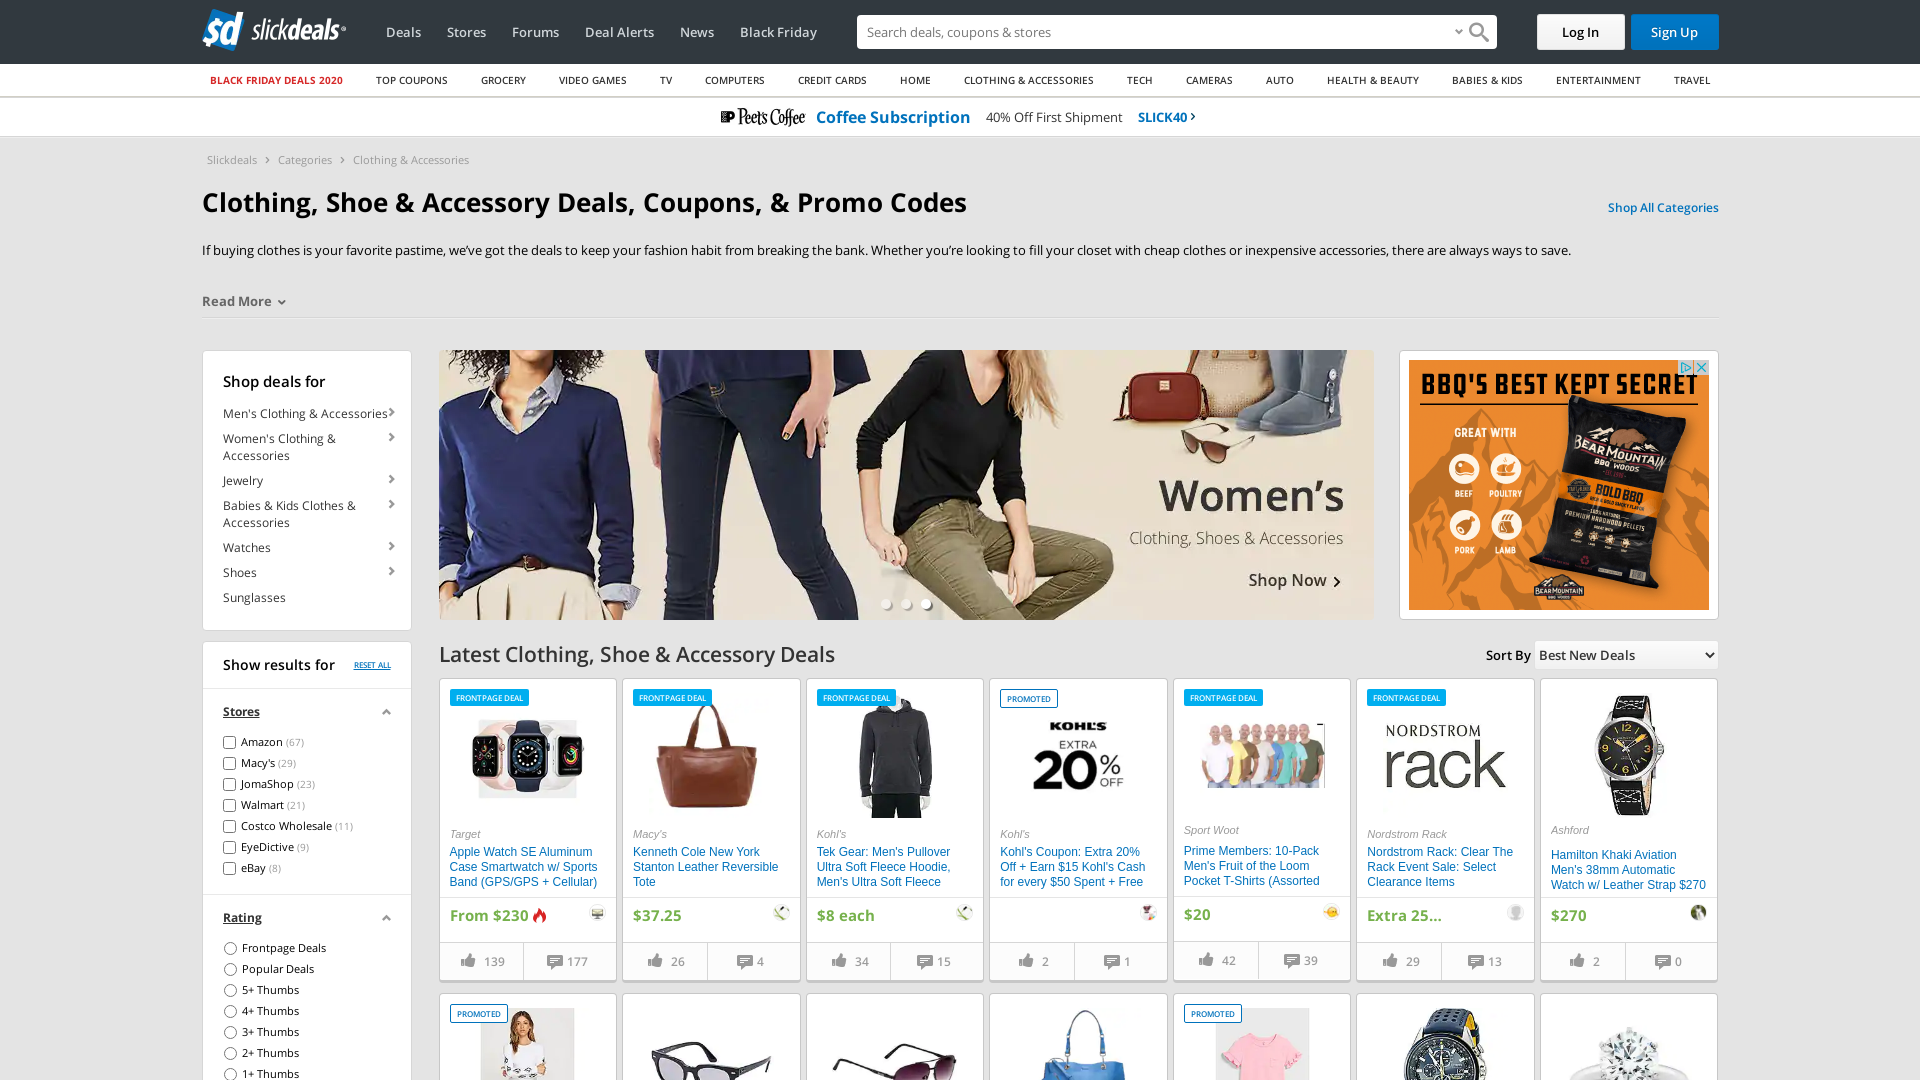 slickdeals
Deals
Stores
Forums
Deal Alerts
News
Black Friday
Search deals, coupons & stores
Log In
Sign Up
BLACK FRIDAY DEALS 2020
TOP COUPONS
GROCERY
VIDEO GAMES
TV
COMPUTERS
CREDIT CARDS
HOME
CLOTHING & ACCESSORIES
TECH
CAMERAS
AUTO
HEALTH & BEAUTY
BABIES & KIDS
ENTERTAINMENT
TRAVEL
Peet's Coffee Coffee Subscription 40% Off First Shipment SLICK40
Slickdeals > Categories > Clothing & Accessories
Clothing, Shoe & Accessory Deals, Coupons, & Promo Codes
Shop All Categories
If buying clothes is your favorite pastime, we’ve got the deals to keep your fashion habit from breaking the bank. Whether you’re looking to fill your closet with cheap clothes or inexpensive accessories, there are always ways to save.
Read More
Shop deals for
Men's Clothing & Accessories
Women's Clothing &
Accessories
Jewelry
Babies & Kids Clothes &
Accessories
Watches
Shoes
Sunglasses
Women’s
Clothing, Shoes & Accessories
Shop Now
BBQ'S BEST KEPT SECRET
GREAT WITH
BEEF
POULTRY
PORK
LAMB
BEAR MOUNTAIN
BBQ WOODS
BOLD BBQ
PREMIUM HARDWOOD PELLETS
BEAR MOUNTAIN
Show results for
RESET ALL
Stores
Amazon (67)
Macy's (29)
JomaShop (23)
Walmart (21)
Costco Wholesale (11)
EyeDictive (9)
eBay (8)
Rating
Frontpage Deals
Popular Deals
5+ Thumbs
4+ Thumbs
3+ Thumbs
2+ Thumbs
1+ Thumbs
Latest Clothing, Shoe & Accessory Deals
Sort By Best New Deals
FRONTPAGE DEAL
Target
Apple Watch SE Aluminum
Case Smartwatch w/ Sports
Band (GPS/GPS + Cellular)
From $230
139
177
FRONTPAGE DEAL
Macy's
Kenneth Cole New York
Stanton Leather Reversible
Tote
$37.25
26
4
FRONTPAGE DEAL
Kohl's
Tek Gear: Men's Pullover
Ultra Soft Fleece Hoodie,
Men's Ultra Soft Fleece
$8 each
34
15
PROMOTED
KOHL'S
EXTRA
20% OFF
Kohl's
Kohl's Coupon: Extra 20%
Off + Earn $15 Kohl's Cash
for every $50 Spent + Free
2
1
FRONTPAGE DEAL
Sport Woot
Prime Members: 10-Pack
Men's Fruit of the Loom
Pocket T-Shirts (Assorted
$20
42
39
FRONTPAGE DEAL
NORDSTROM
rack
Nordstrom Rack
Nordstrom Rack: Clear The
Rack Event Sale: Select
Clearance Items
Extra 25...
29
13
Ashford
Hamilton Khaki Aviation
Men's 38mm Automatic
Watch w/ Leather Strap $270
$270
2
0
PROMOTED
PROMOTED